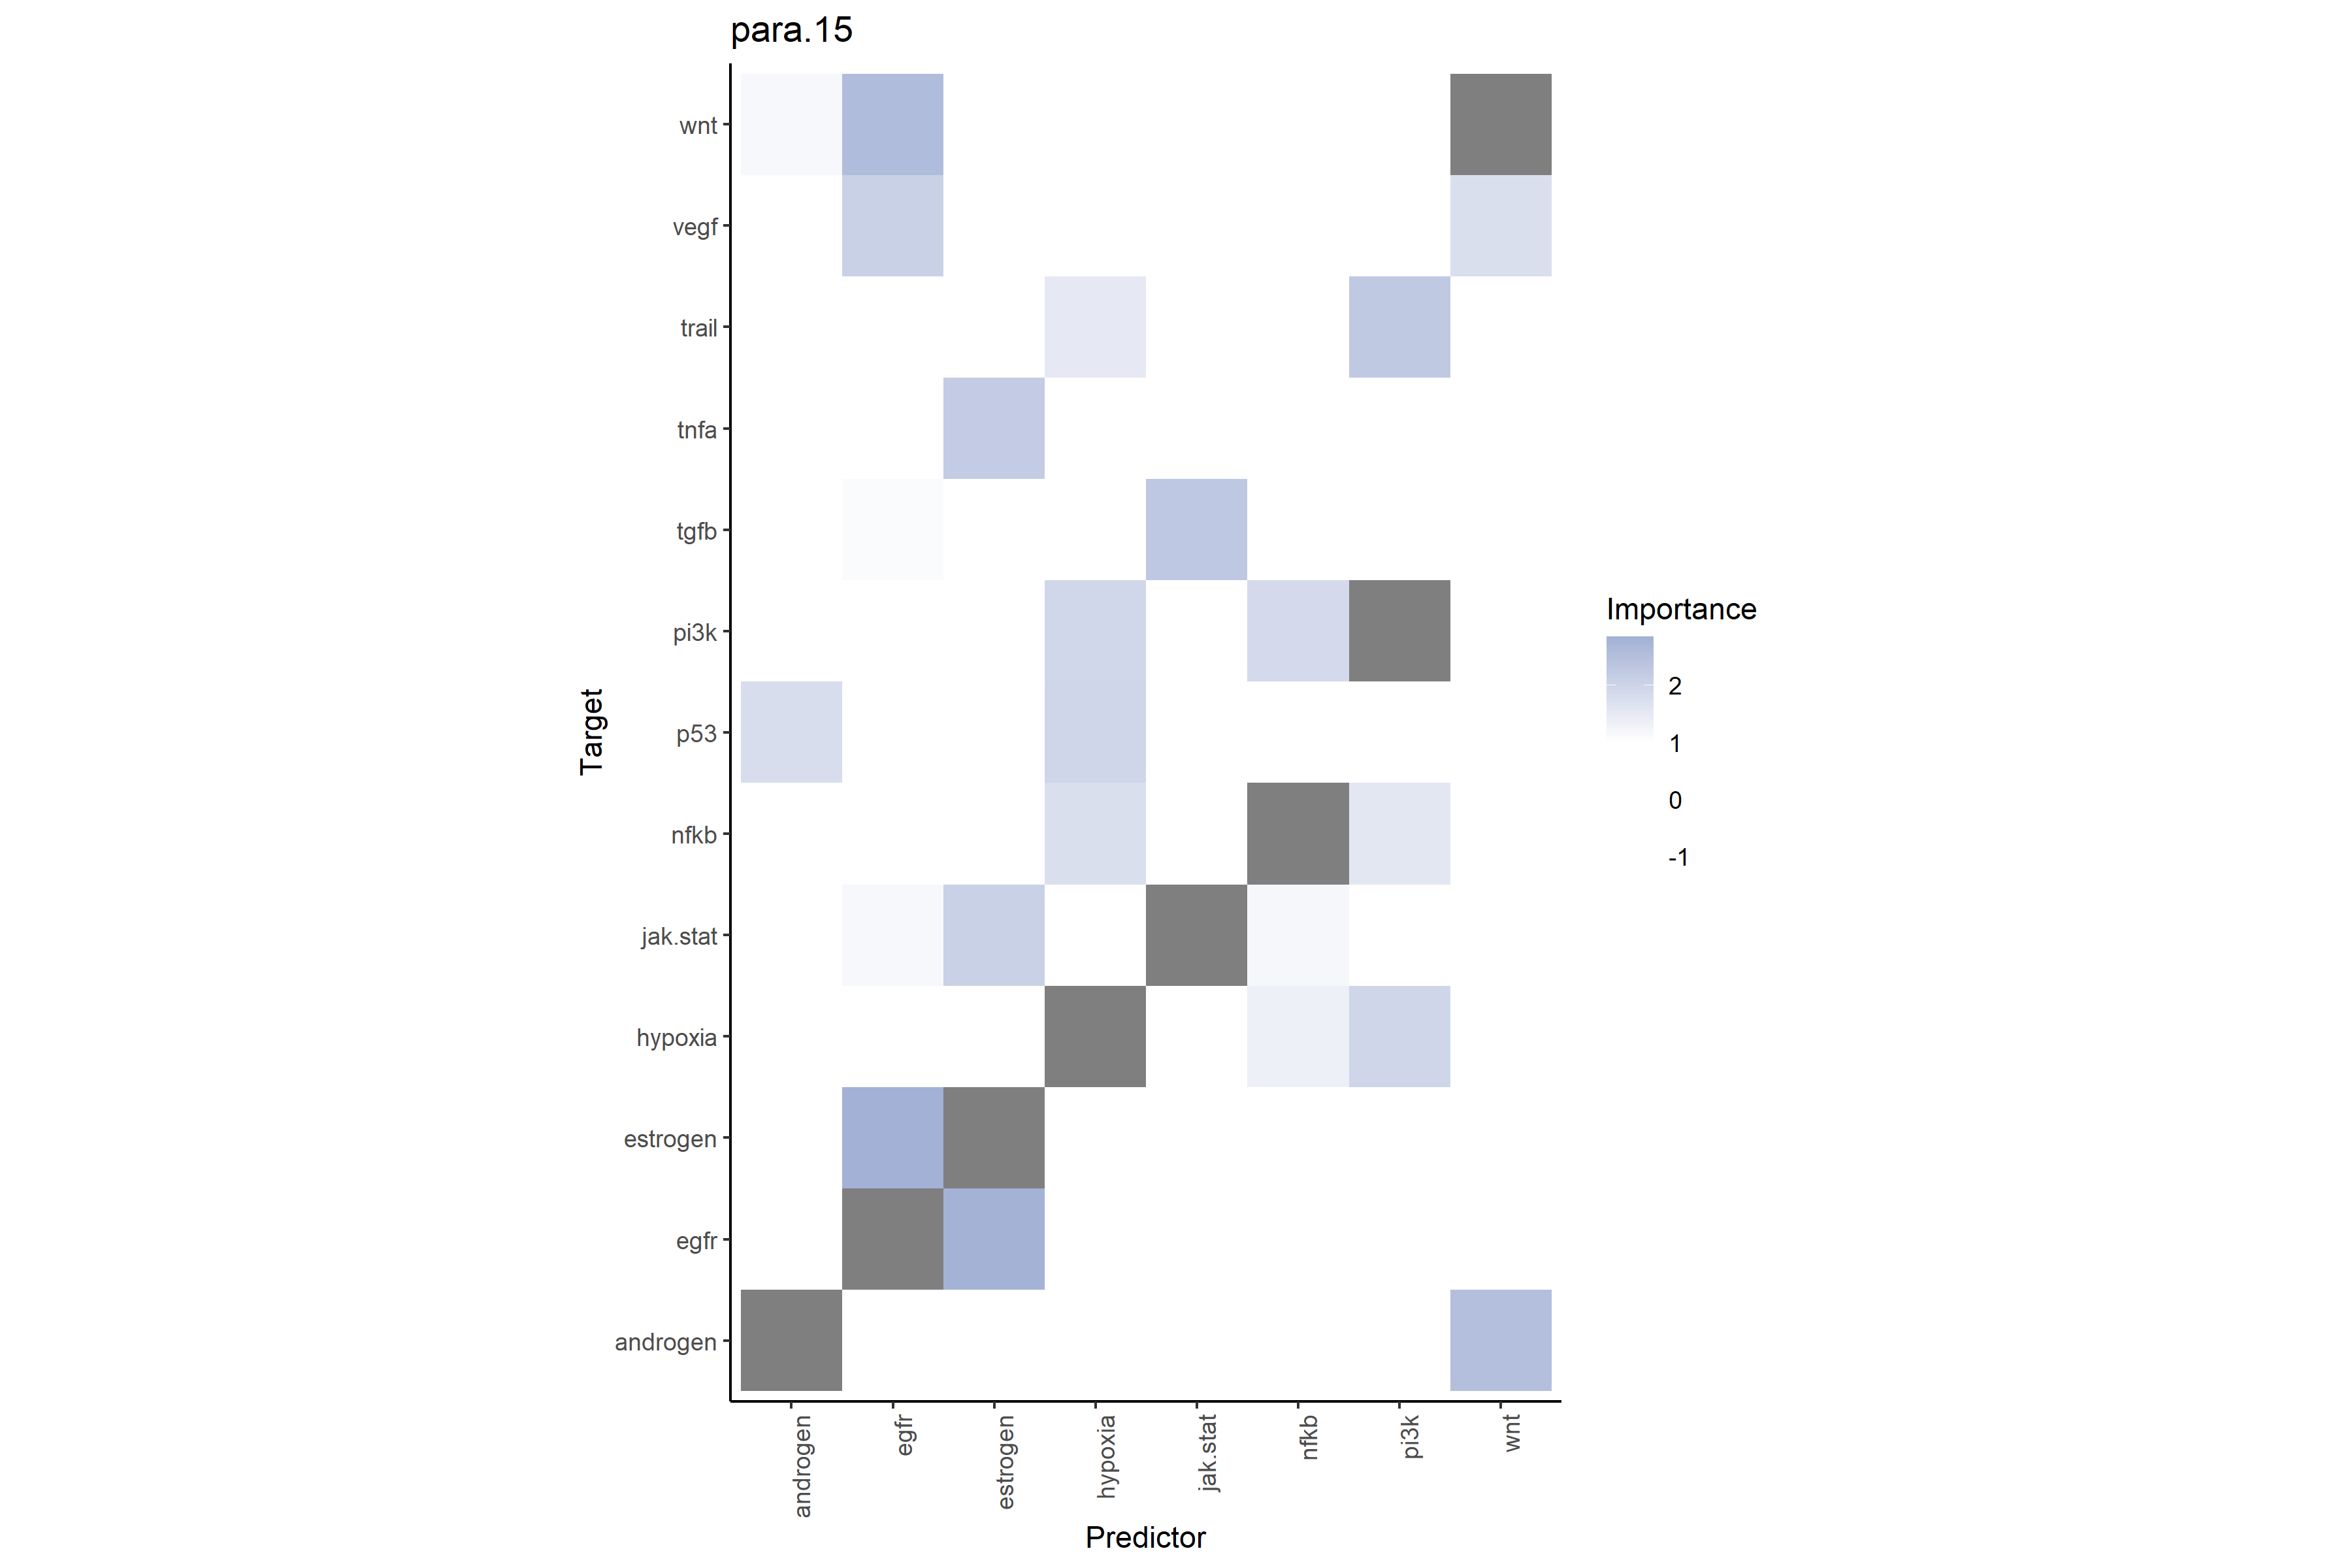 para.15
wnt
vegf
trail
tnfa
tgfb
pi3k
p53
nfkb
jak.stat
hypoxia
estrogen
egfr
androgen
Target
androgen
egfr
estrogen
hypoxia
jak.stat
nfkb
pi3k
wnt
Predictor
Importance
2
1
0
-1